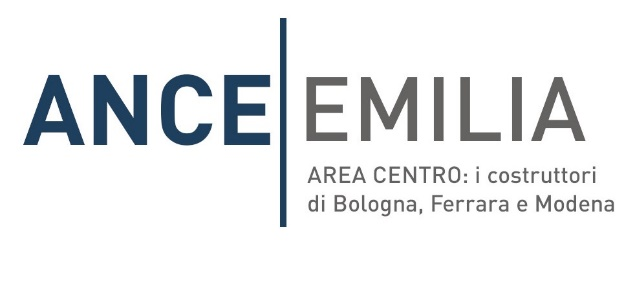 ANCE EMILIA
AREA CENTRO: i costruttori
di Bologna, Ferrara e Modena